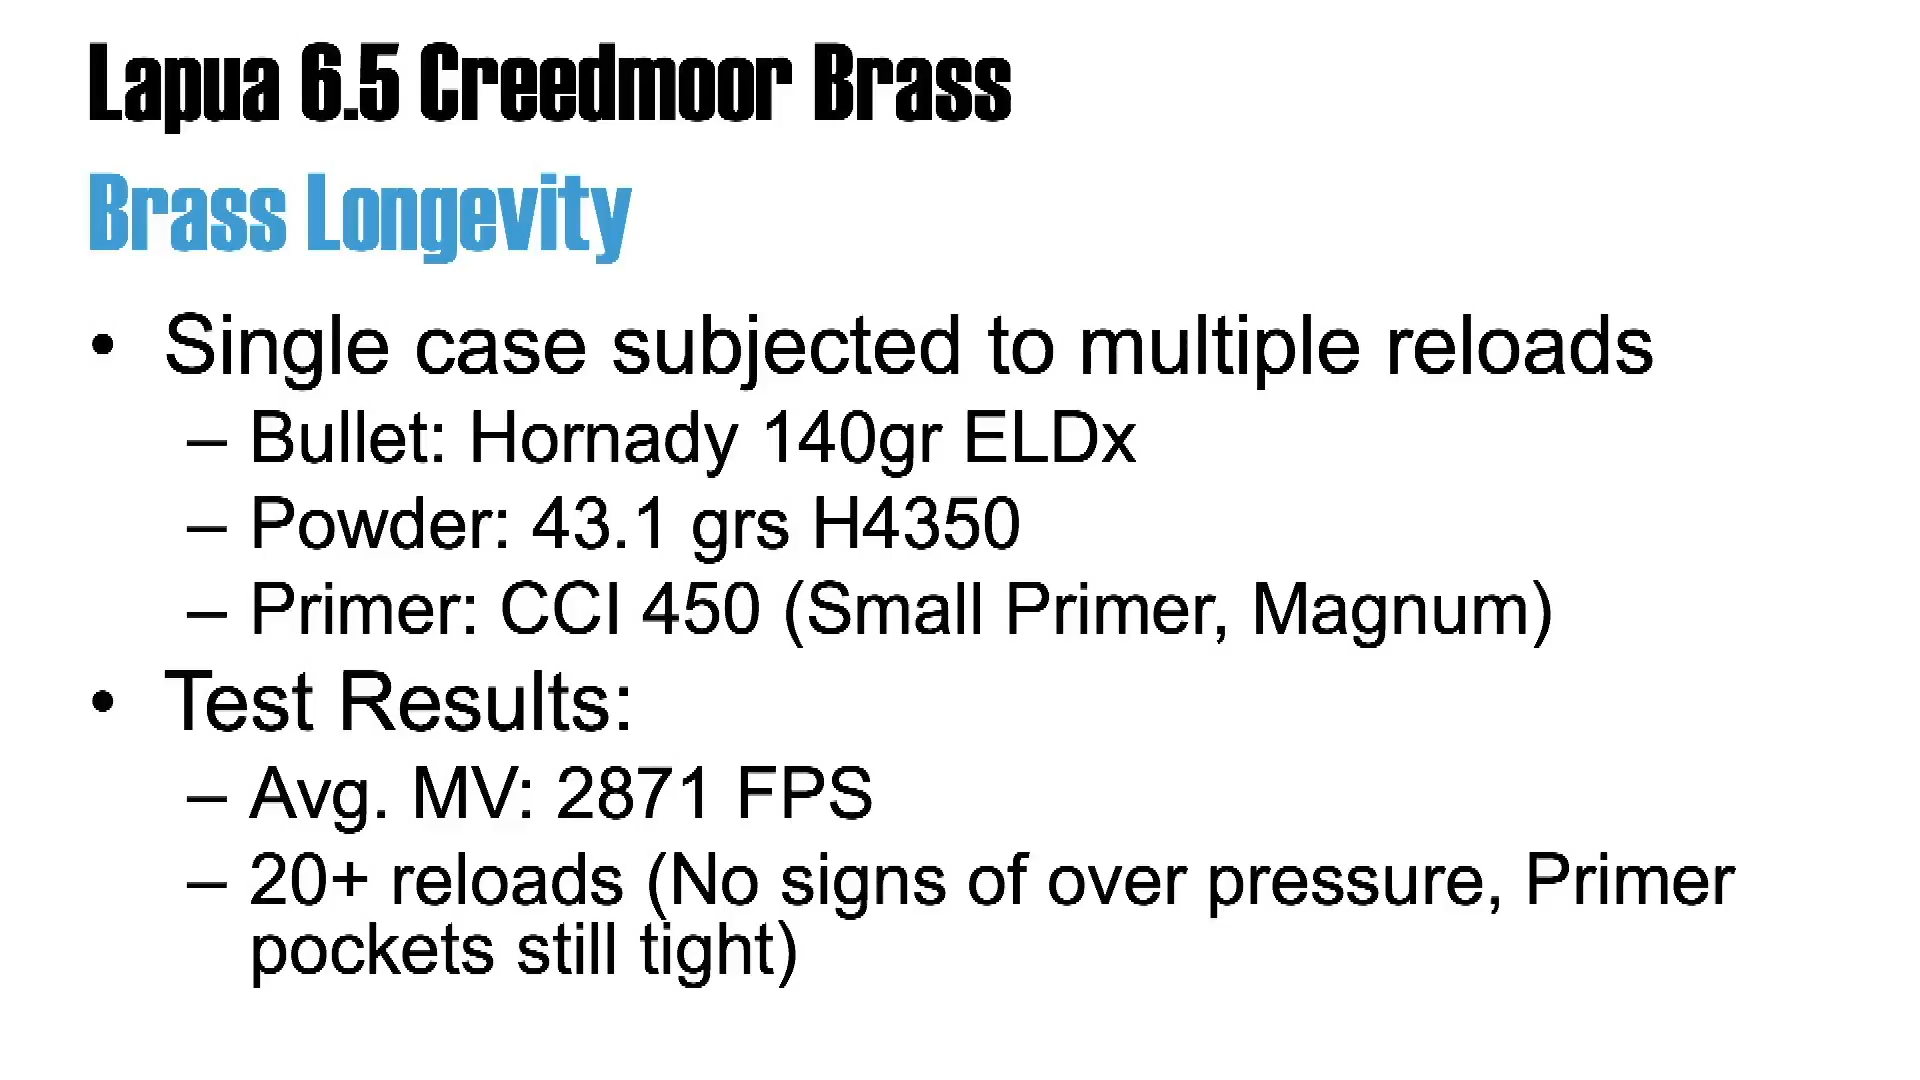 Lapua 6.5 Creedmoor Brass
Brass Longevity
• Single case subjected to multiple reloads
– Bullet: Hornady 140gr ELDx
– Powder: 43.1 grs H4350
– Primer: CCI 450 (Small Primer, Magnum)
• Test Results:
– Avg. MV: 2871 FPS
– 20+ reloads (No signs of over pressure, Primer
pockets still tight)